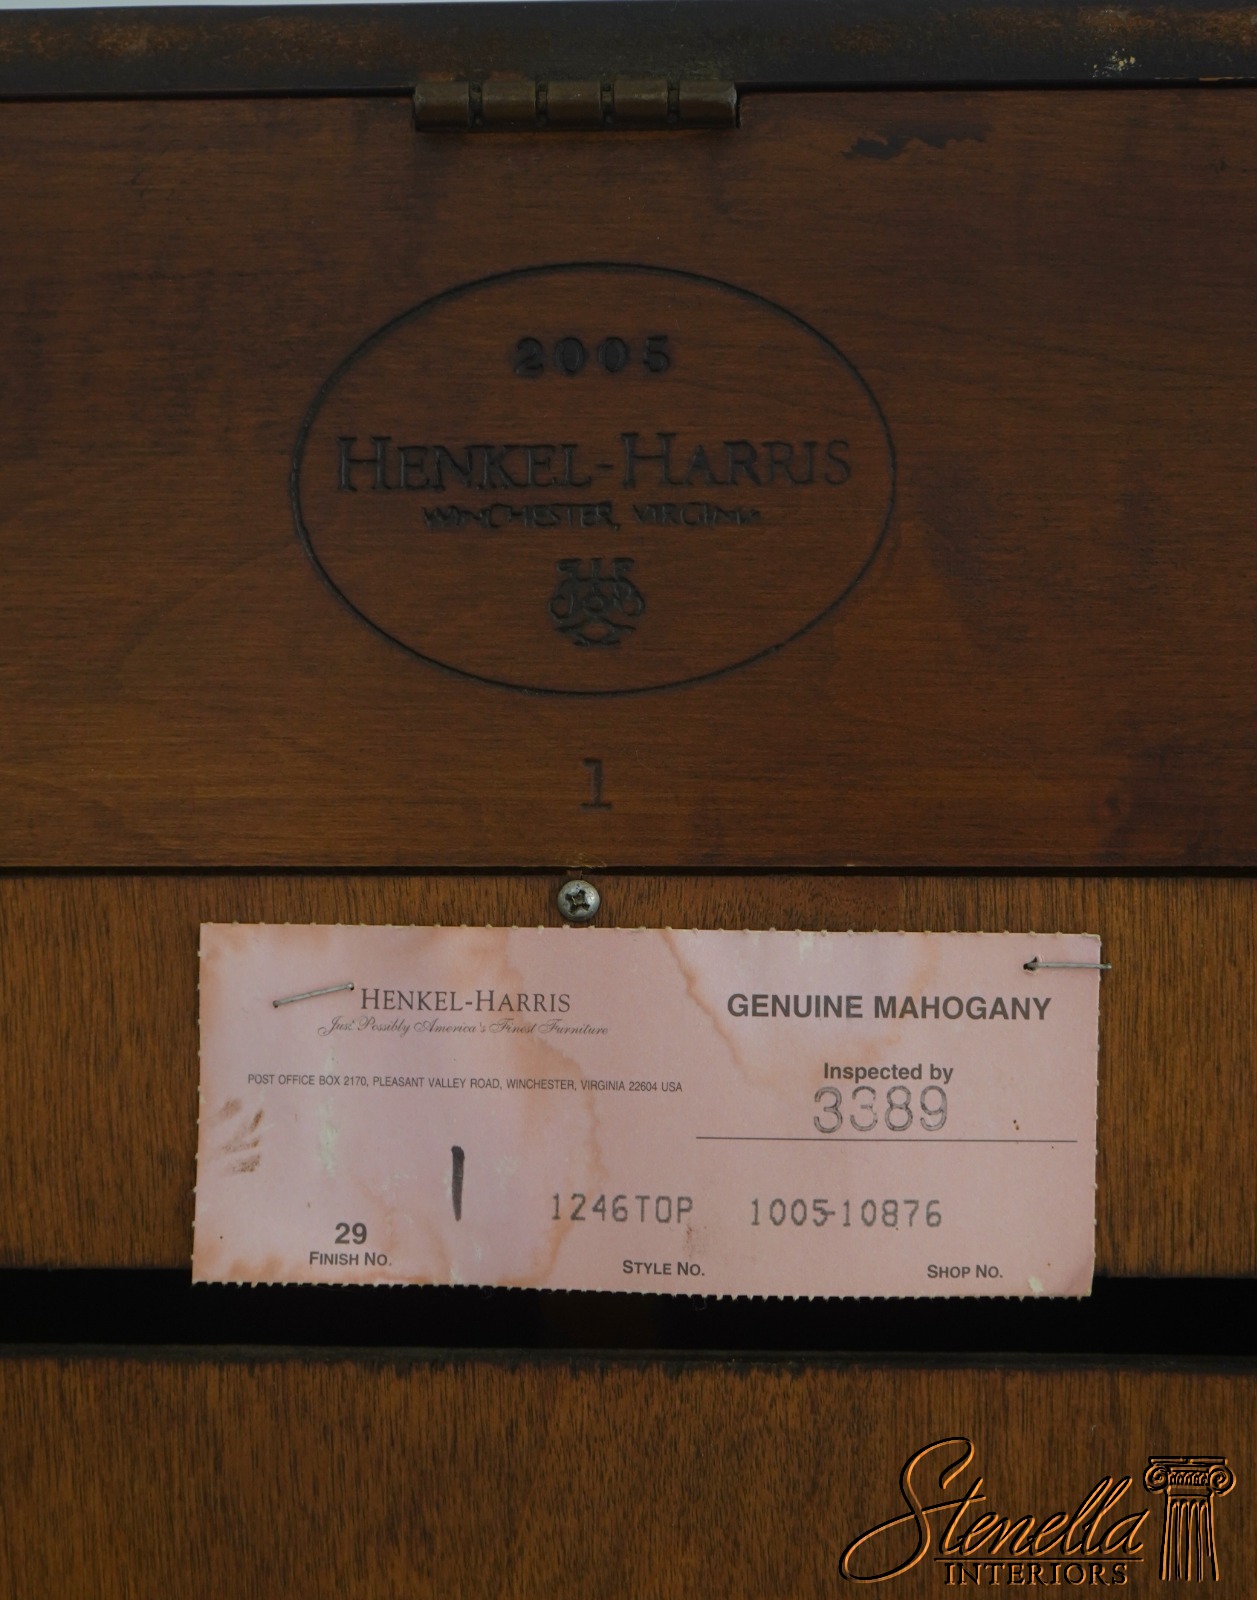 2005
HENKEL-HARRIS
WINCHESTER, VIRGINIA
1
HENKEL-HARRIS
Just Possibly America's Finest Furniture
POST OFFICE BOX 2170, PLEASANT VALLEY ROAD, WINCHESTER, VIRGINIA 22604 USA
GENUINE MAHOGANY
Inspected by
3389
1
29
FINISH NO.
1246TOP
STYLE NO.
1005-10876
SHOP NO.
Stenella
INTERIORS